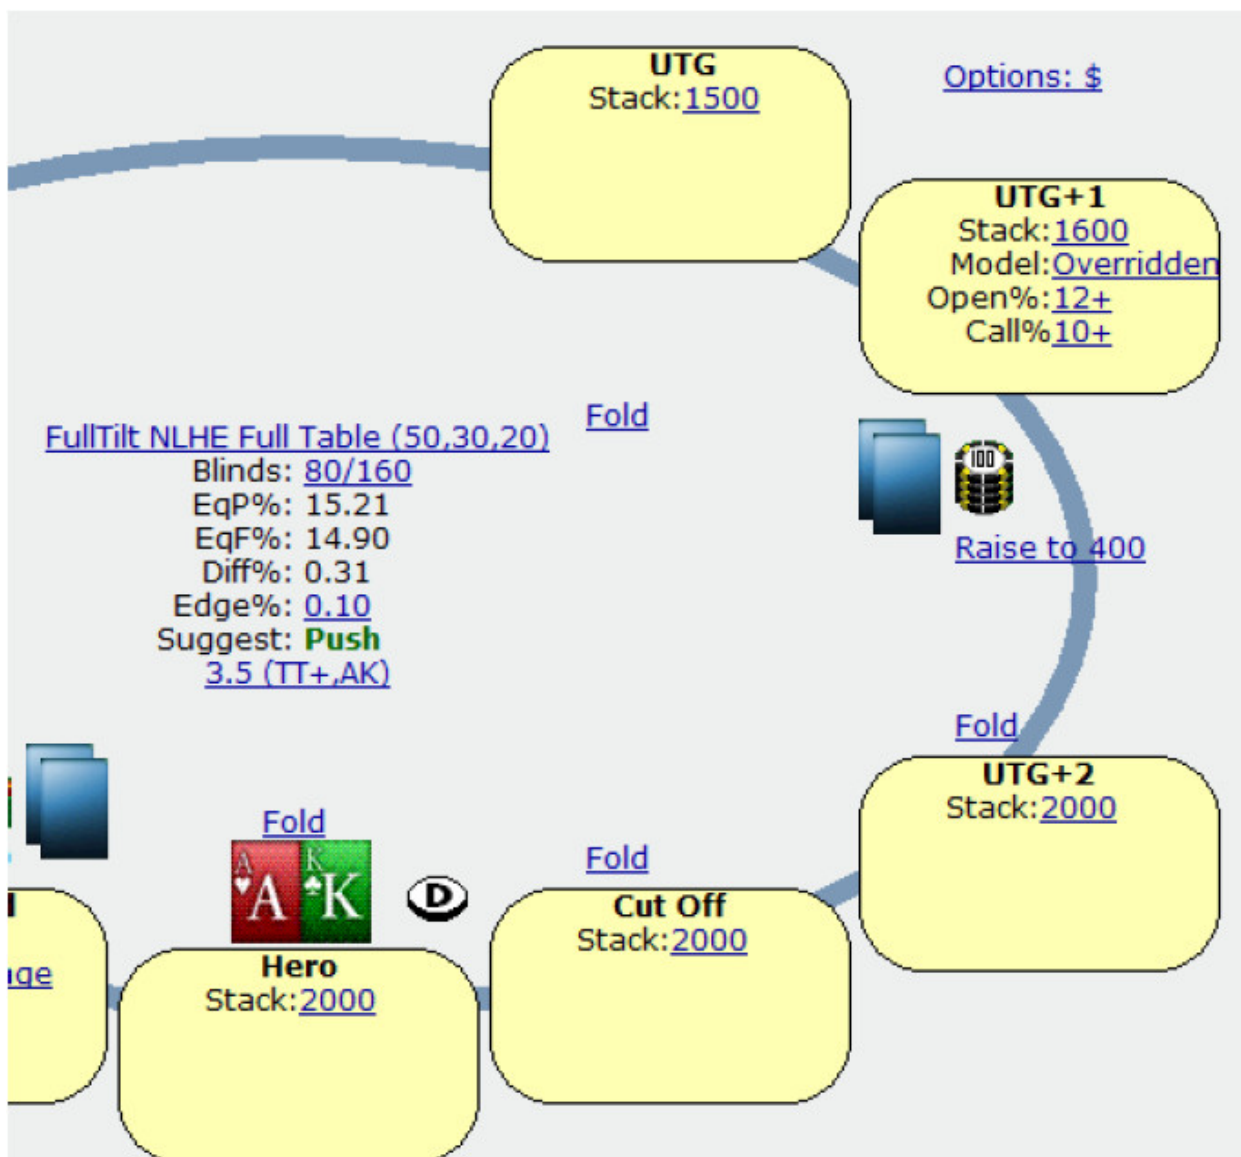 UTG
Stack:1500
Options: $
UTG+1
Stack:1600
Model:Overridden
Open%:12+
Call%10+
Fold
FullTilt NLHE Full Table (50,30,20)
Blinds: 80/160
EqP%: 15.21
EqF%: 14.90
Diff%: 0.31
Edge%: 0.10
Suggest: Push
3.5 (TT+,AK)
100
Raise to 400
Fold
UTG+2
Stack:2000
Fold
A A K K
D
Fold
Cut Off
Stack:2000
Hero
Stack:2000